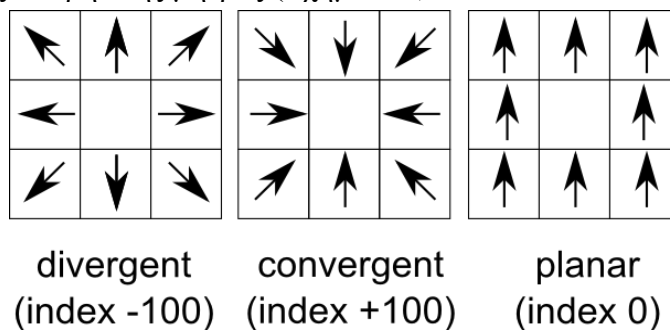 divergent convergent planar
(index -100) (index +100) (index 0)